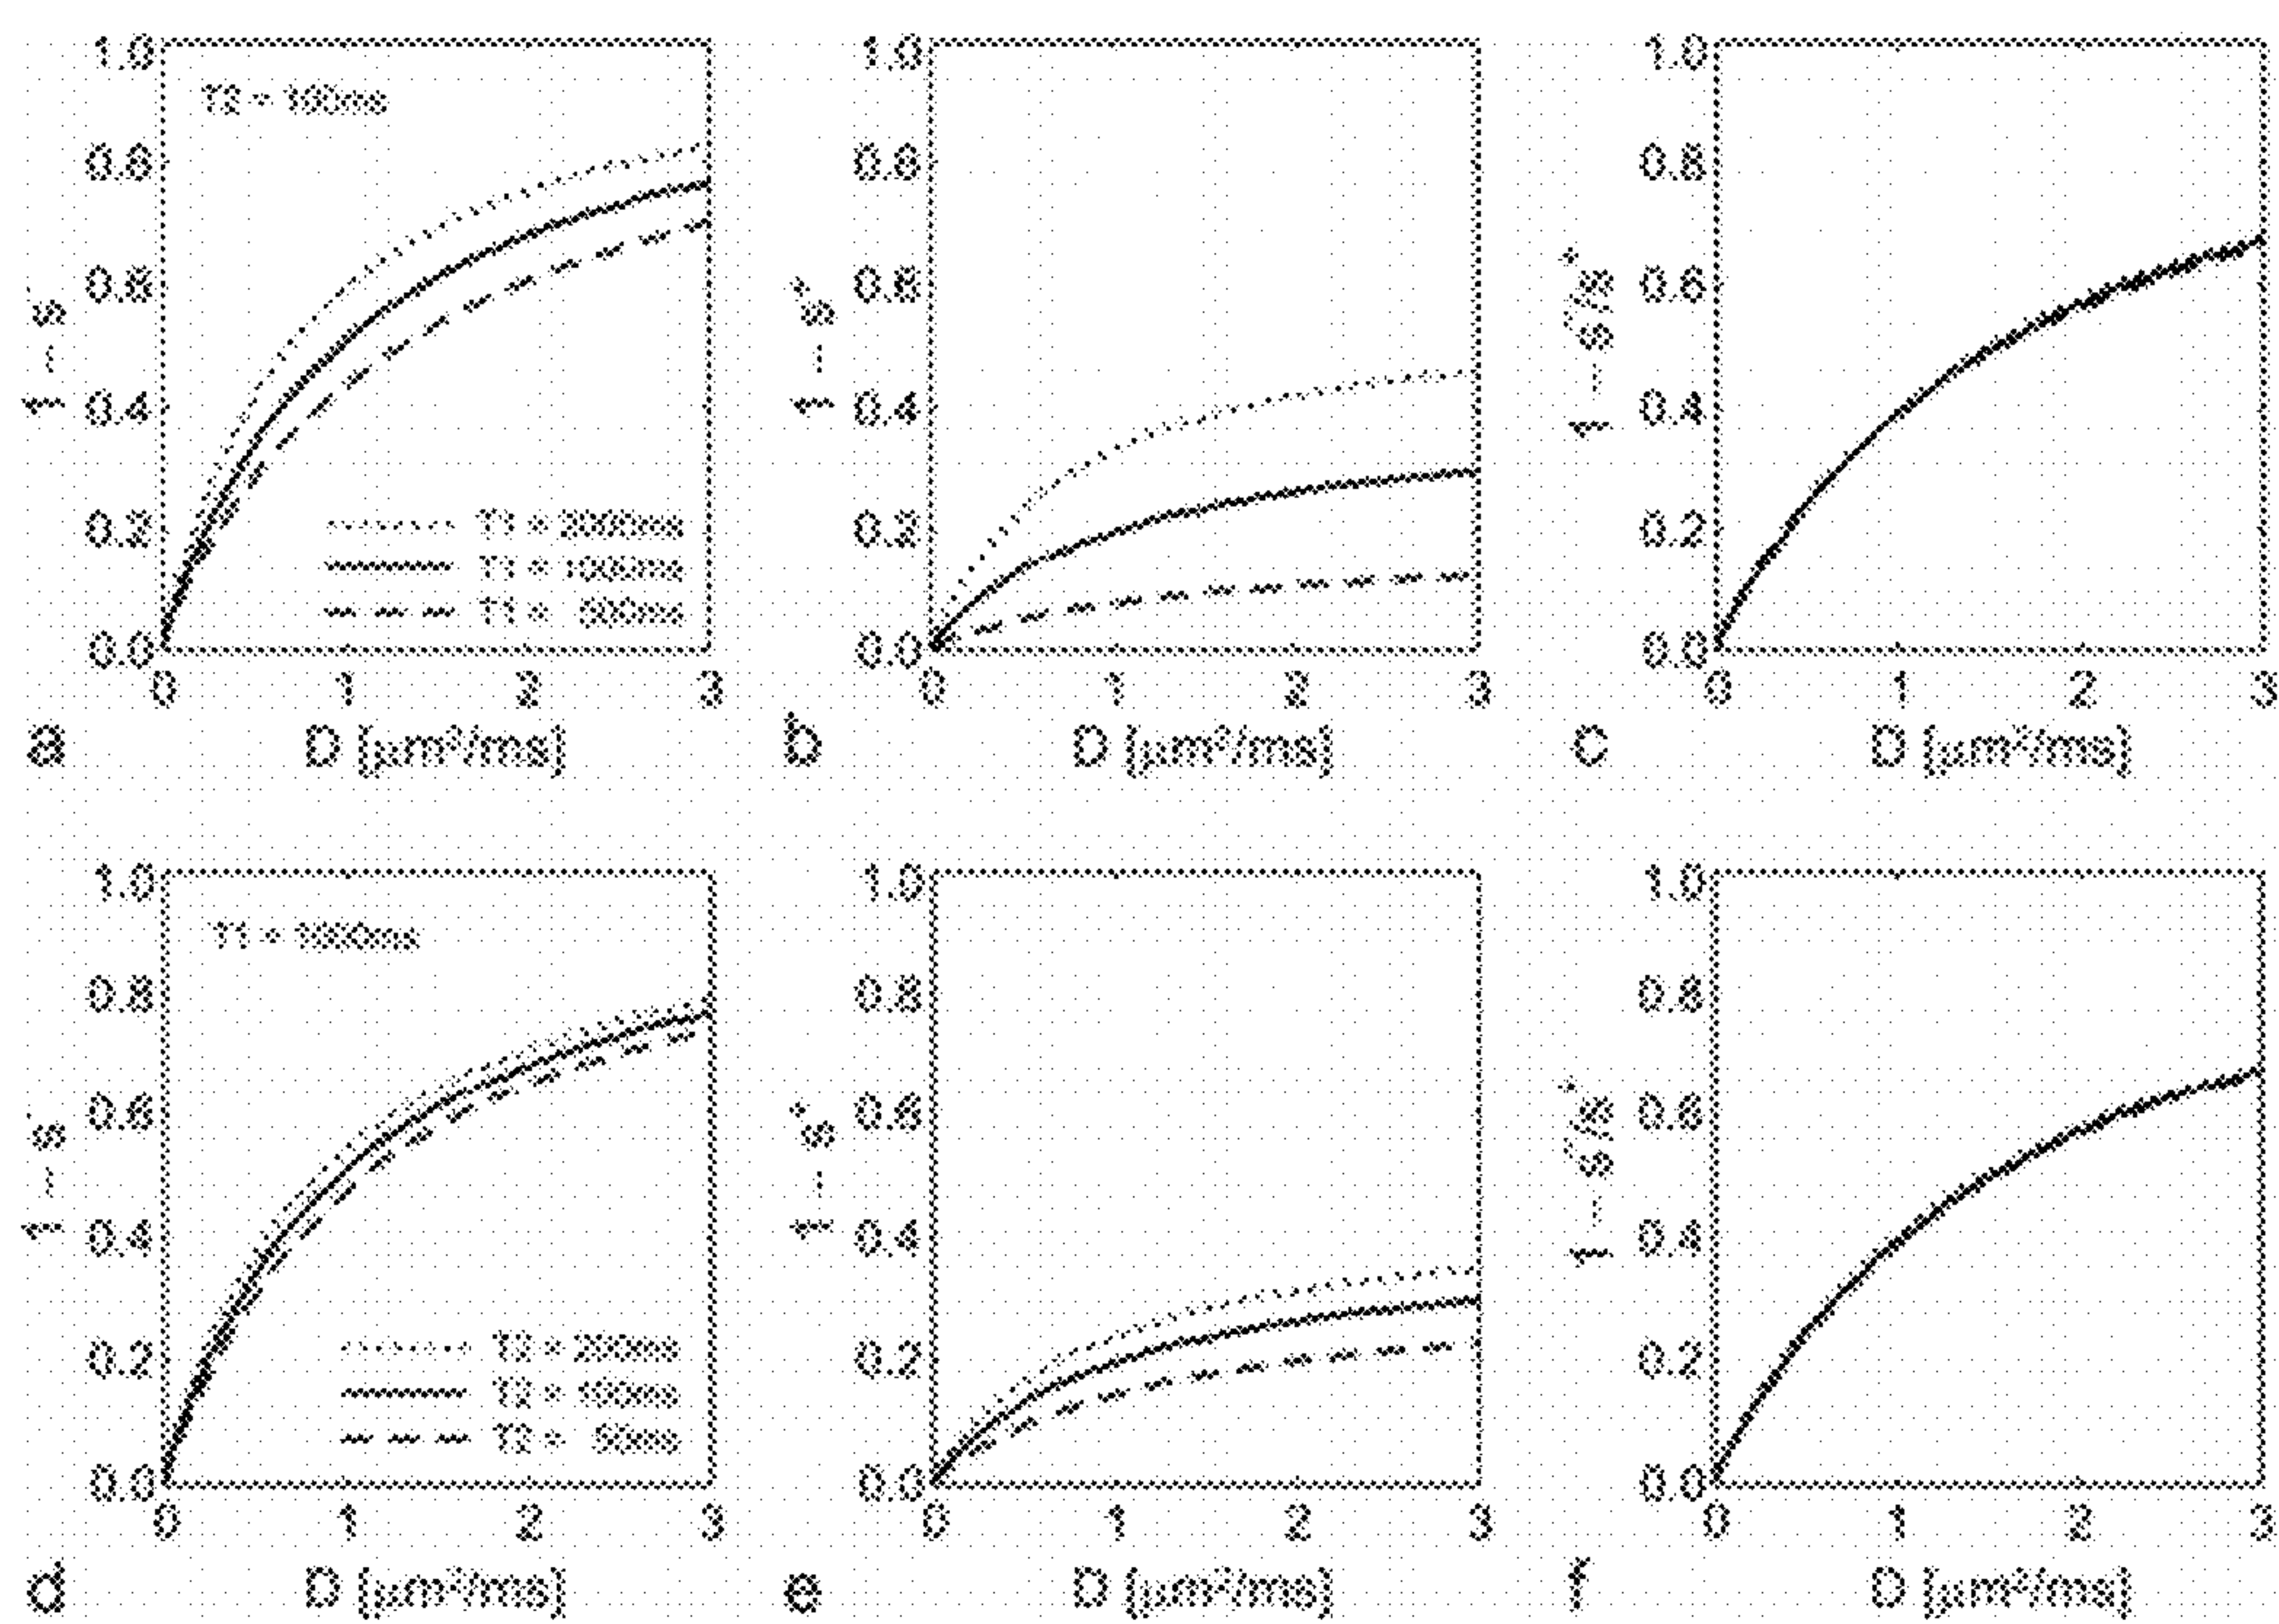 1.0
0.8
0.6
0.4
0.2
0.0
1 – s-
T2 = 100ms
T1 = 2000ms
T1 = 1000ms
T1 = 500ms
0 1 2 3
a D [μm²/ms]
1.0
0.8
0.6
0.4
0.2
0.0
1 – s+
0 1 2 3
b D [μm²/ms]
1.0
0.8
0.6
0.4
0.2
0.0
1 – s-/s+
0 1 2 3
c D [μm²/ms]
1.0
0.8
0.6
0.4
0.2
0.0
1 – s-
T1 = 1000ms
T2 = 200ms
T2 = 100ms
T2 = 50ms
0 1 2 3
d D [μm²/ms]
1.0
0.8
0.6
0.4
0.2
0.0
1 – s+
0 1 2 3
e D [μm²/ms]
1.0
0.8
0.6
0.4
0.2
0.0
1 – s-/s+
0 1 2 3
f D [μm²/ms]